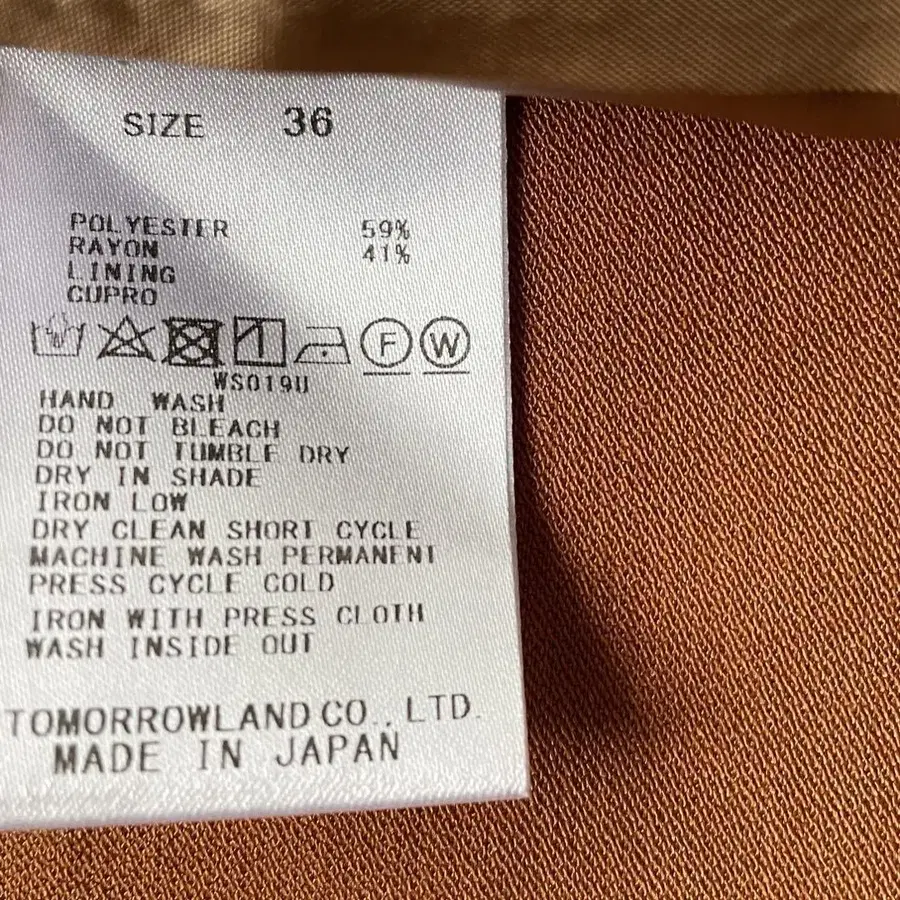 SIZE 36
POLYESTER 59%
RAYON 41%
LINING
CUPRO
F W
WS019U
HAND WASH
DO NOT BLEACH
DO NOT TUMBLE DRY
DRY IN SHADE
IRON LOW
DRY CLEAN SHORT CYCLE
MACHINE WASH PERMANENT
PRESS CYCLE COLD
IRON WITH PRESS CLOTH
WASH INSIDE OUT
TOMORROWLAND CO., LTD.
MADE IN JAPAN